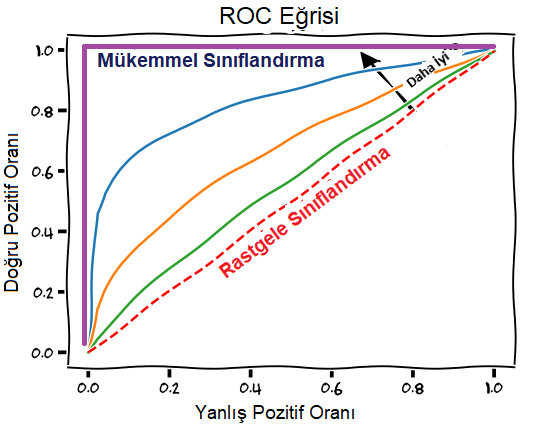 ROC Eğrisi
Mükemmel Sınıflandırma
Daha İyi
Rastgele Sınıflandırma
Doğru Pozitif Oranı
1.0
0.8
0.6
0.4
0.2
0.0
0.0 0.2 0.4 0.6 0.8 1.0
Yanlış Pozitif Oranı